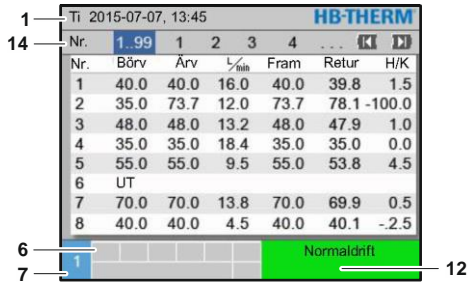 1 Ti 2015-07-07, 13:45 HB-THERM
14 Nr. 1..99 1 2 3 4 ...
Nr. Börv Ärv L/min Fram Retur H/K
1 40.0 40.0 16.0 40.0 39.8 1.5
2 35.0 73.7 12.0 73.7 78.1 -100.0
3 48.0 48.0 13.2 48.0 47.9 1.0
4 35.0 35.0 18.4 35.0 35.0 0.0
5 55.0 55.0 9.5 55.0 53.8 4.5
6 UT
7 70.0 70.0 13.8 70.0 69.9 0.5
8 40.0 40.0 4.5 40.0 40.1 -.2.5
6 Normaldrift
7 1 12